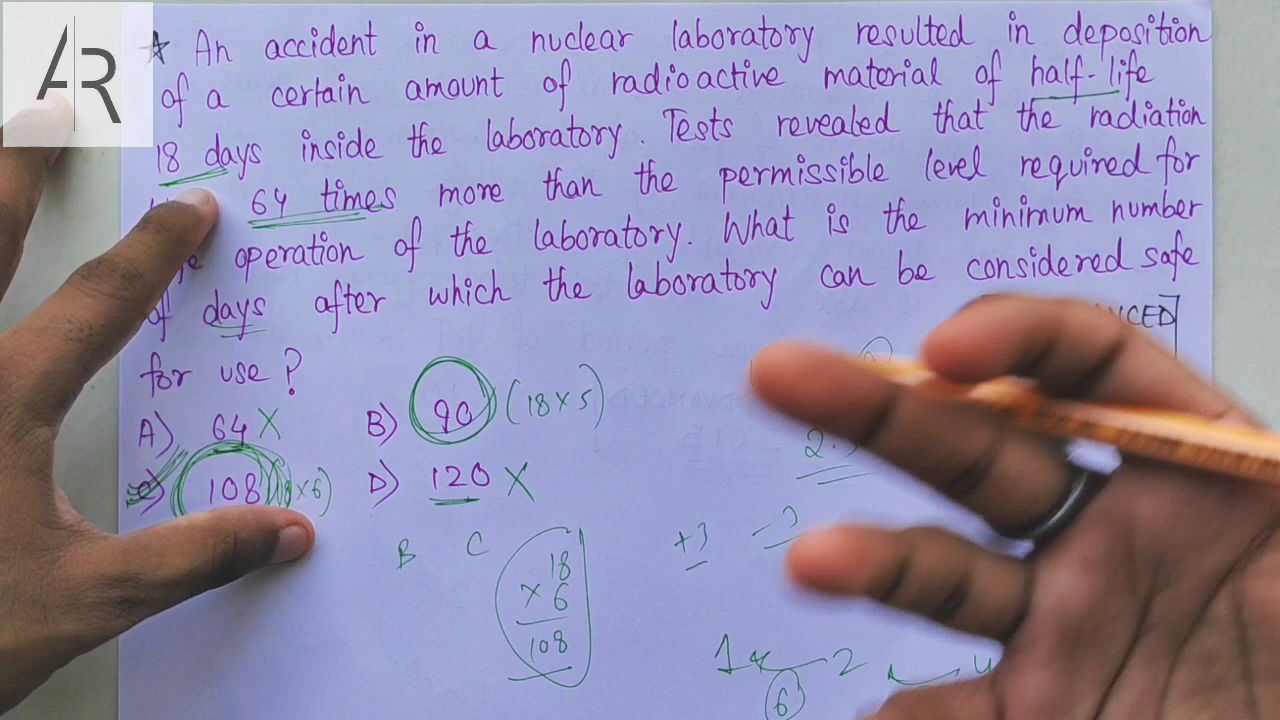 AR
☆ An accident in a nuclear laboratory resulted in deposition
of a certain amount of radioactive material of half-life
18 days inside the laboratory. Tests revealed that the radiation
64 times more than the permissible level required for
operation of the laboratory. What is the minimum number
of days after which the laboratory can be considered safe
for use?
A) 64 X B) 90 (18 x 5)
C) 108 (18 x 6) D) 120 X
B C
18
x 6
108
+3 -3
1 2 4
6